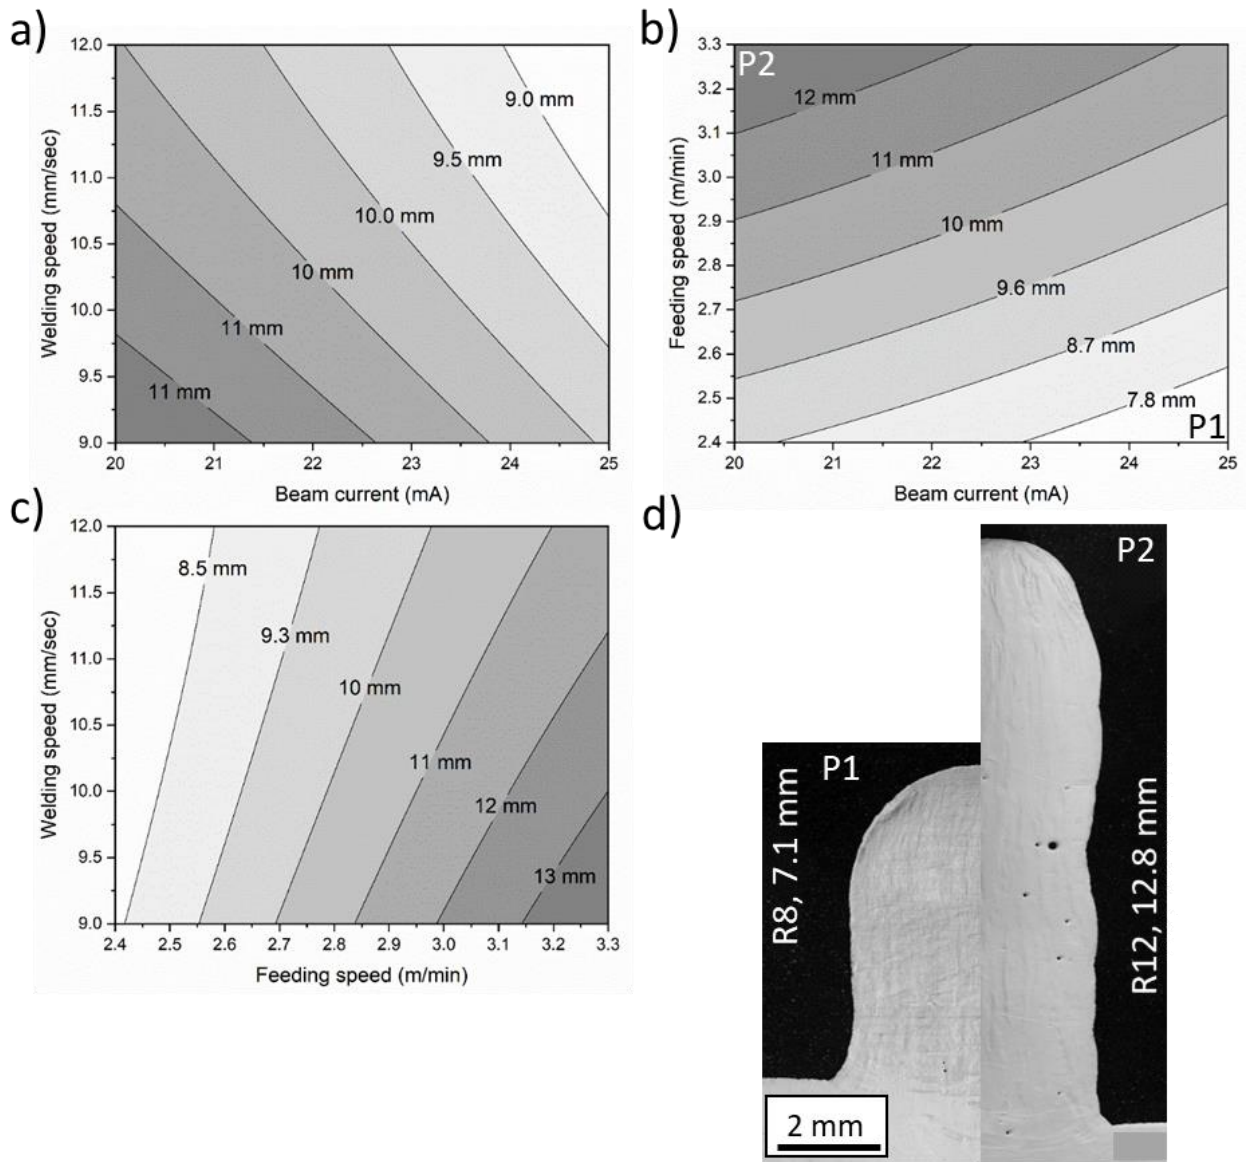 a)
12.0
11.5
11.0
10.5
10.0
9.5
9.0
Welding speed (mm/sec)
9.0 mm
9.5 mm
10.0 mm
10 mm
11 mm
11 mm
20 21 22 23 24 25
Beam current (mA)
b)
3.3
3.2
3.1
3.0
2.9
2.8
2.7
2.6
2.5
2.4
Feeding speed (m/min)
P2
12 mm
11 mm
10 mm
9.6 mm
8.7 mm
7.8 mm
P1
20 21 22 23 24 25
Beam current (mA)
c)
12.0
11.5
11.0
10.5
10.0
9.5
9.0
Welding speed (mm/sec)
8.5 mm
9.3 mm
10 mm
11 mm
12 mm
13 mm
2.4 2.5 2.6 2.7 2.8 2.9 3.0 3.1 3.2 3.3
Feeding speed (m/min)
d)
P2
P1
R8, 7.1 mm
R12, 12.8 mm
2 mm